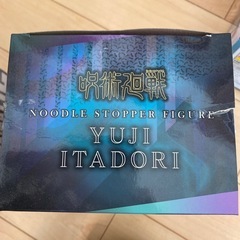 呪術廻戦
NOODLE STOPPER FIGURE
YUJI
ITADORI